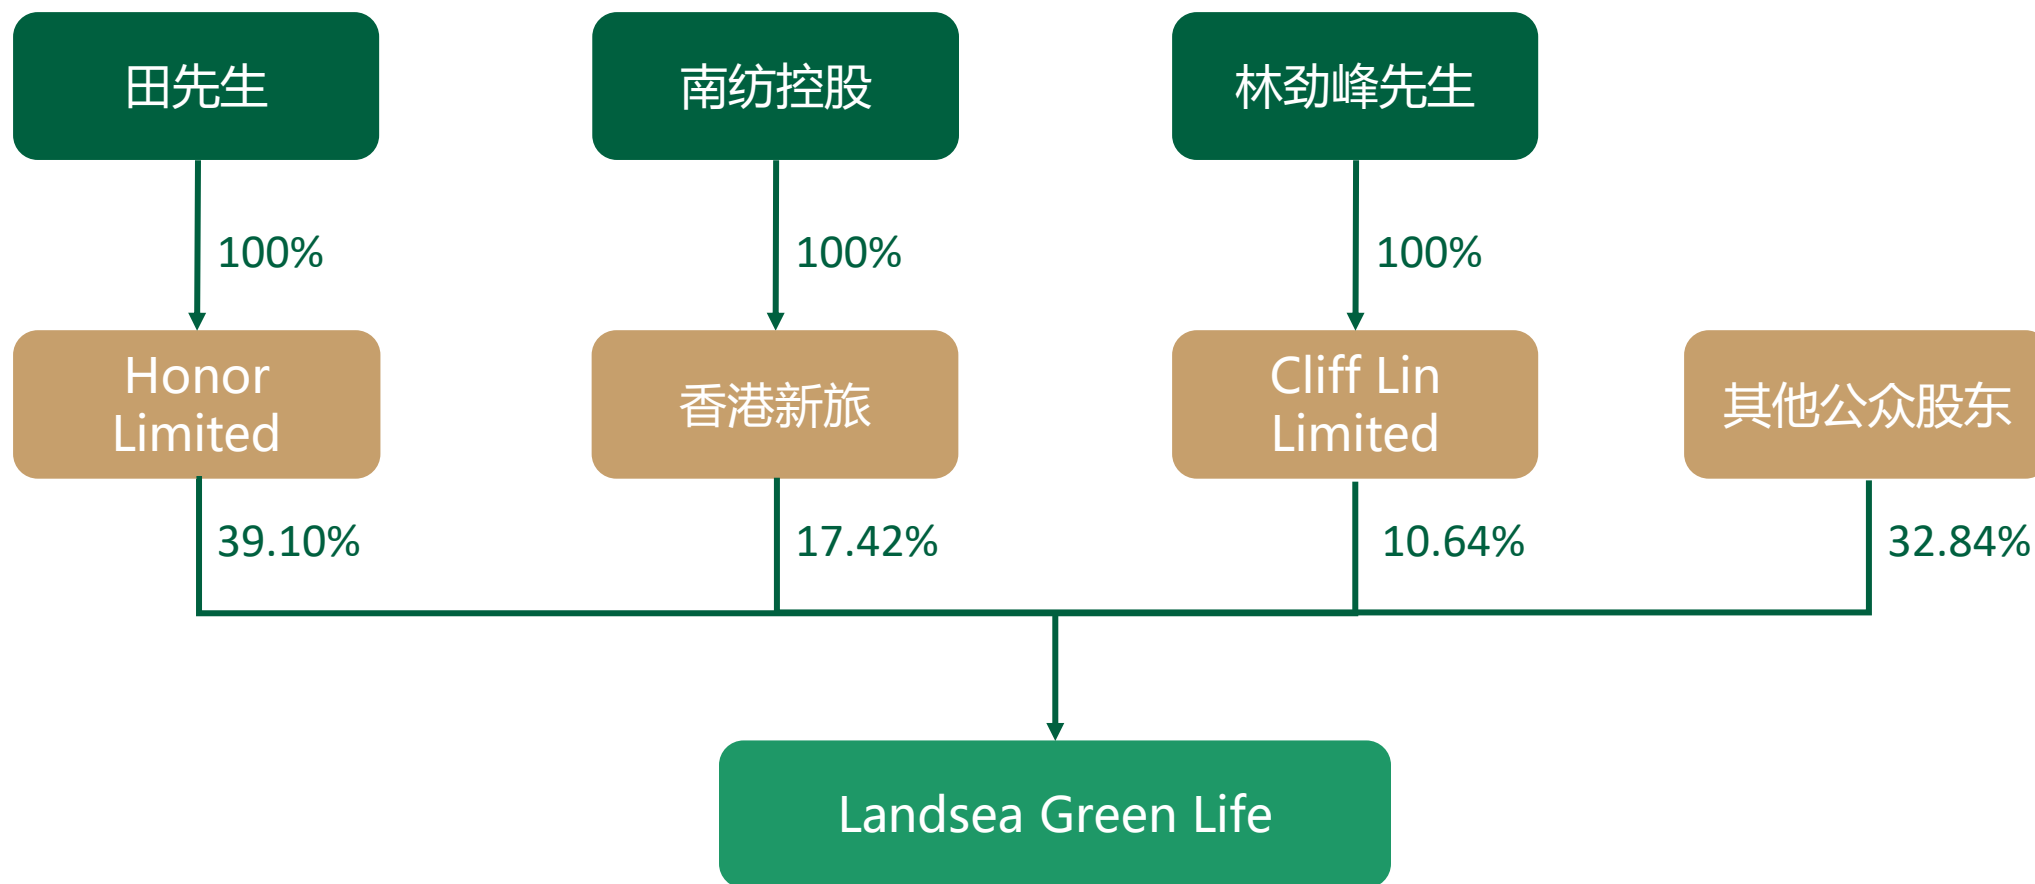 田先生
南纺控股
林劲峰先生
100%
100%
100%
Honor
Limited
香港新旅
Cliff Lin
Limited
其他公众股东
39.10%
17.42%
10.64%
32.84%
Landsea Green Life